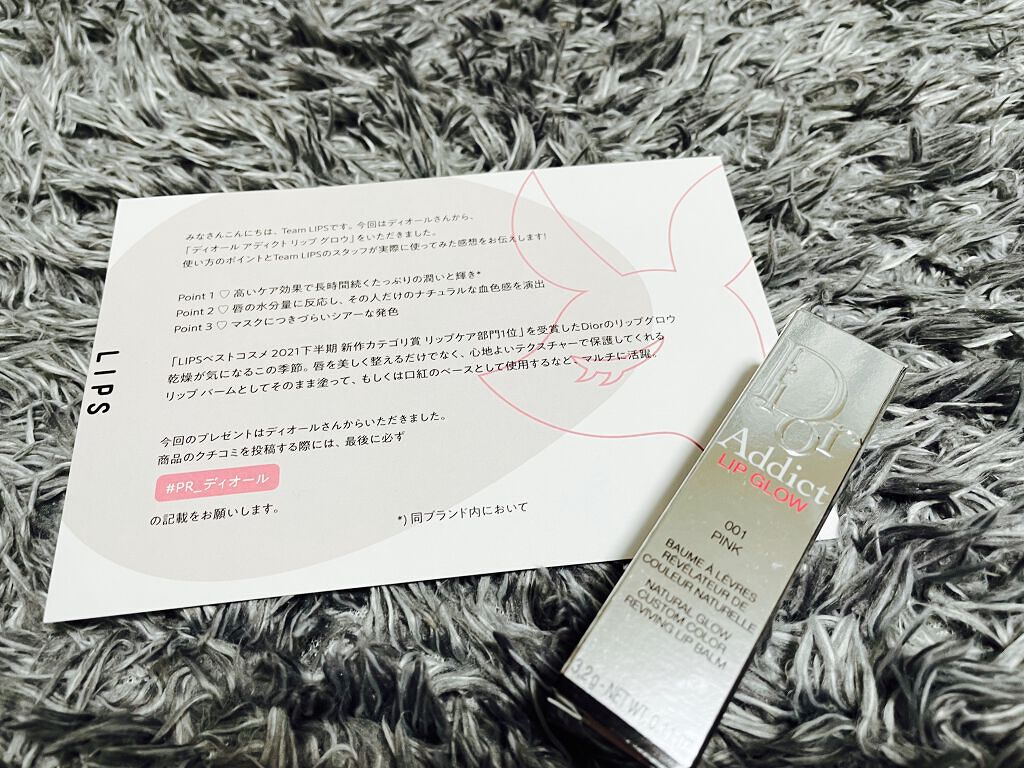 みなさんこんにちは、Team LIPSです。今回はディオールさんから、
「ディオール アディクト リップ グロウ」をいただきました。
使い方のポイントとTeam LIPSのスタッフが実際に使ってみた感想をお伝えします!
Point 1 ♡ 高いケア効果で長時間続くたっぷりの潤いと輝き*
Point 2 ♡ 唇の水分量に反応し、その人だけのナチュラルな血色感を演出
Point 3 ♡ マスクにつきづらいシアーな発色
「LIPSベストコスメ 2021下半期 新作カテゴリ賞 リップケア部門1位」を受賞したDiorのリップグロウ
乾燥が気になるこの季節。唇を美しく整えるだけでなく、心地よいテクスチャーで保護してくれる
リップ バームとしてそのまま塗って、もしくは口紅のベースとして使用するなど、マルチに活躍。
今回のプレゼントはディオールさんからいただきました。
商品のクチコミを投稿する際には、最後に必ず
#PR_ディオール
の記載をお願いします。
*) 同ブランド内において
LIPS
Dior
Addict
LIP GLOW
001
PINK
BAUME À LÈVRES
RÉVÉLATEUR DE
COULEUR NATURELLE
NATURAL GLOW
CUSTOM COLOR
REVIVING LIP BALM
3.2g - NET WT. 0.11